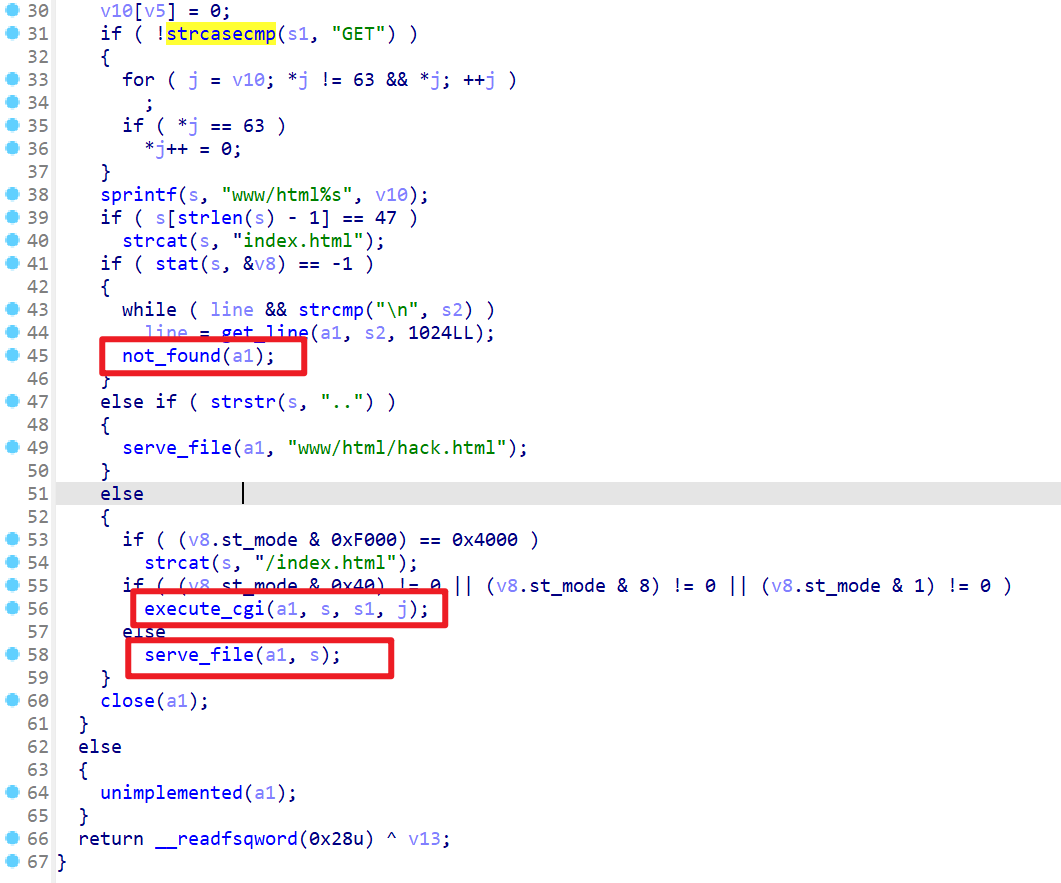 30 v10[v5] = 0;
31 if ( !strcasecmp(s1, "GET") )
32 {
33 for ( j = v10; *j != 63 && *j; ++j )
34 ;
35 if ( *j == 63 )
36 *j++ = 0;
37 }
38 sprintf(s, "www/html%s", v10);
39 if ( s[strlen(s) - 1] == 47 )
40 strcat(s, "index.html");
41 if ( stat(s, &v8) == -1 )
42 {
43 while ( line && strcmp("\n", s2) )
44 line = get_line(a1, s2, 1024LL);
45 not_found(a1);
46 }
47 else if ( strstr(s, "..") )
48 {
49 serve_file(a1, "www/html/hack.html");
50 }
51 else
52 {
53 if ( (v8.st_mode & 0xF000) == 0x4000 )
54 strcat(s, "/index.html");
55 if ( (v8.st_mode & 0x40) != 0 || (v8.st_mode & 8) != 0 || (v8.st_mode & 1) != 0 )
56 execute_cgi(a1, s, s1, j);
57 else
58 serve_file(a1, s);
59 }
60 close(a1);
61 }
62 else
63 {
64 unimplemented(a1);
65 }
66 return __readfsqword(0x28u) ^ v13;
67 }